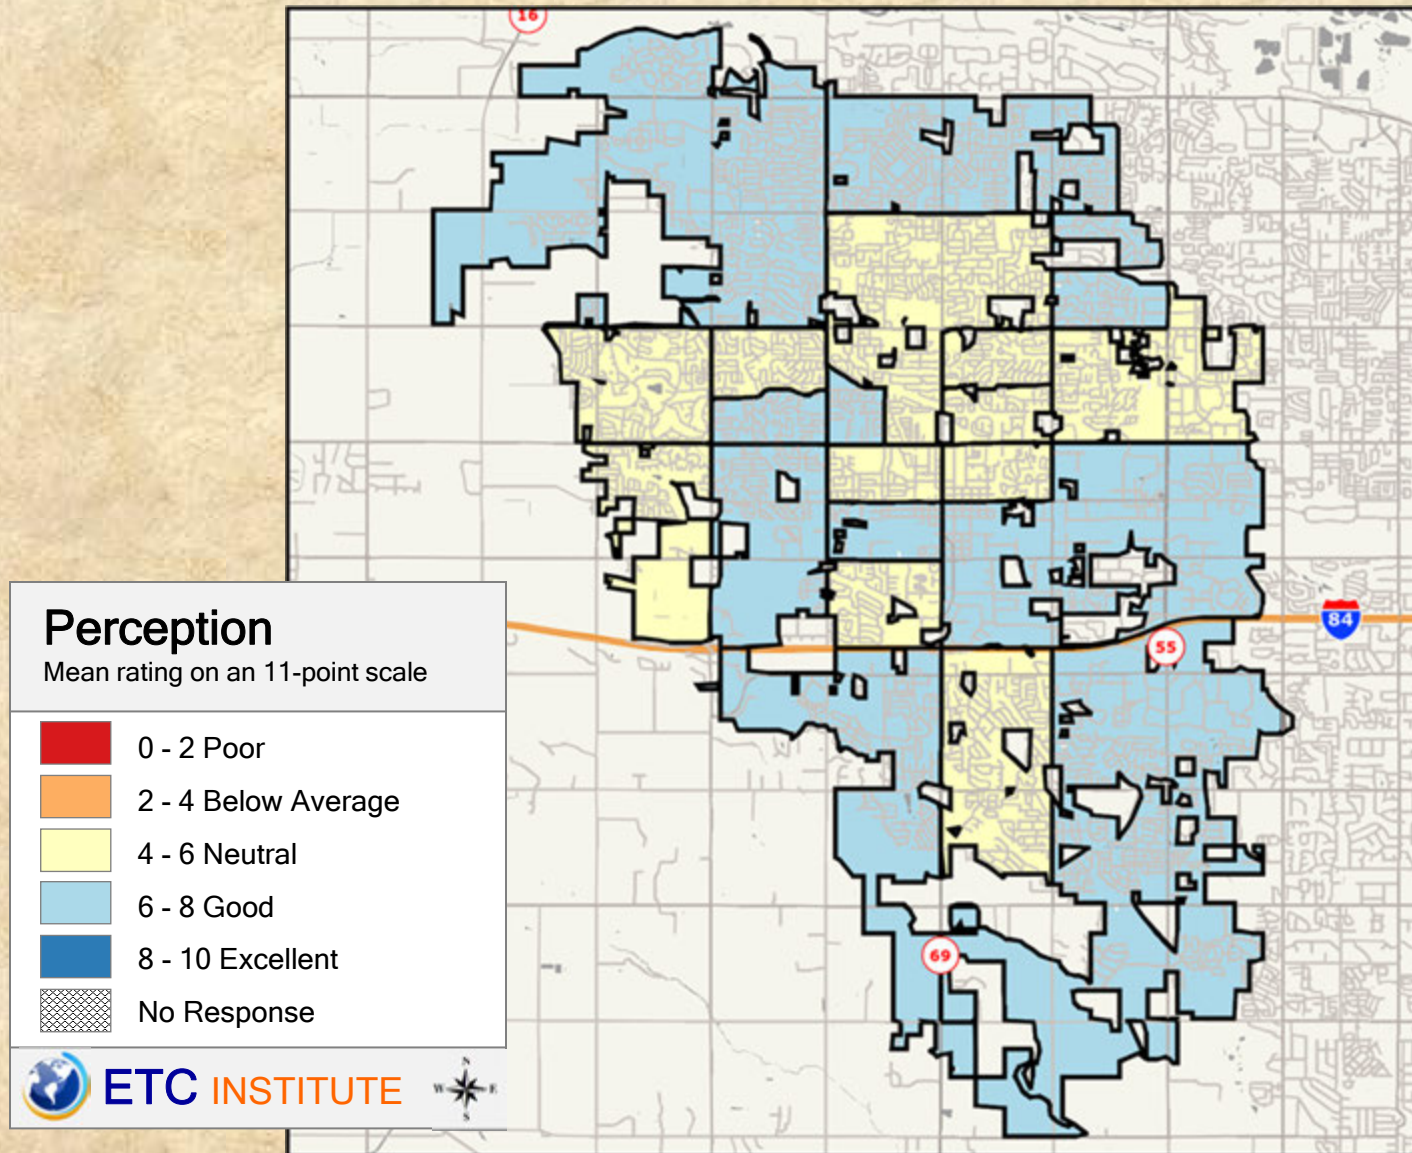 16
84
55
69
Perception
Mean rating on an 11-point scale
0 - 2 Poor
2 - 4 Below Average
4 - 6 Neutral
6 - 8 Good
8 - 10 Excellent
No Response
ETC INSTITUTE
N
W E
S